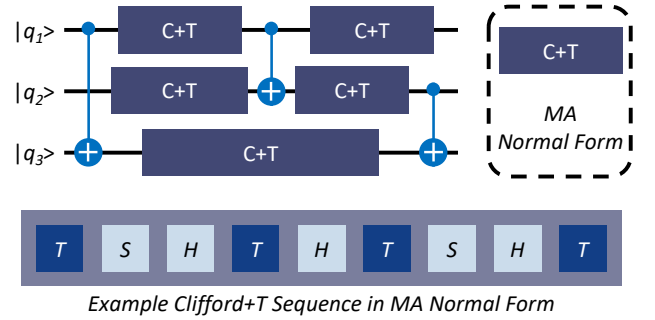 |q1>
C+T
C+T
C+T
|q2>
C+T
C+T
MA
Normal Form
|q3>
C+T
T S H T H T S H T
Example Clifford+T Sequence in MA Normal Form